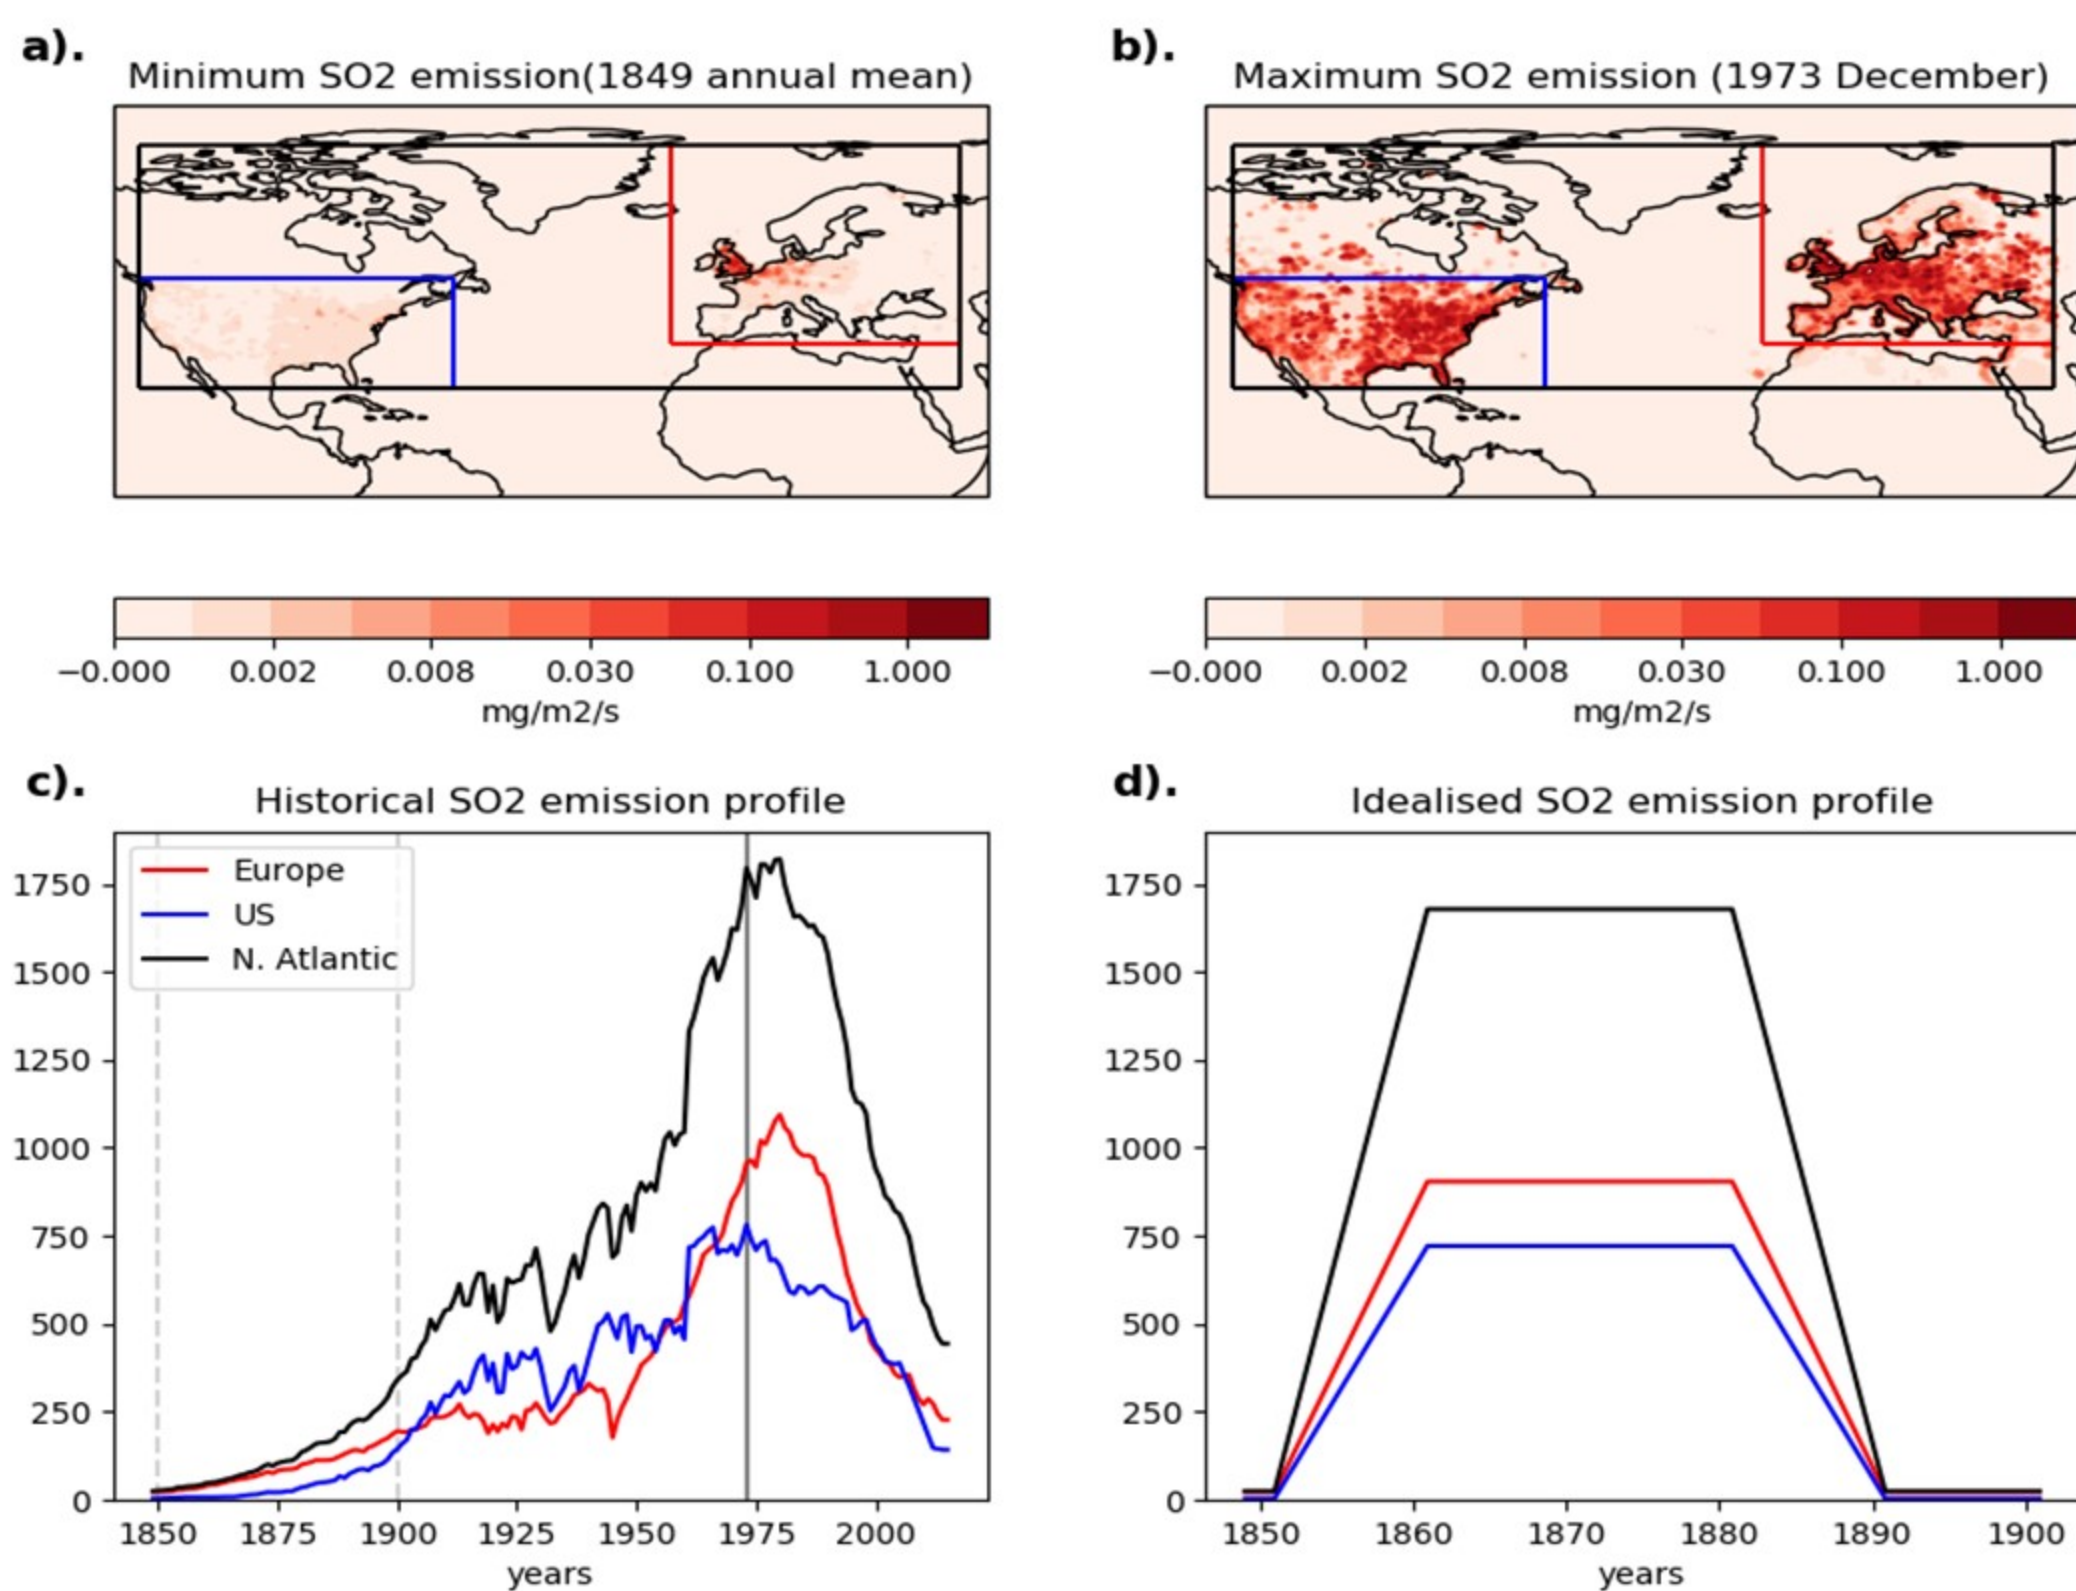 a).
Minimum SO2 emission(1849 annual mean)
−0.000 0.002 0.008 0.030 0.100 1.000
mg/m2/s
b).
Maximum SO2 emission (1973 December)
−0.000 0.002 0.008 0.030 0.100 1.000
mg/m2/s
c).
Historical SO2 emission profile
Europe
US
N. Atlantic
1750
1500
1250
1000
750
500
250
0
1850 1875 1900 1925 1950 1975 2000
years
d).
Idealised SO2 emission profile
1750
1500
1250
1000
750
500
250
0
1850 1860 1870 1880 1890 1900
years